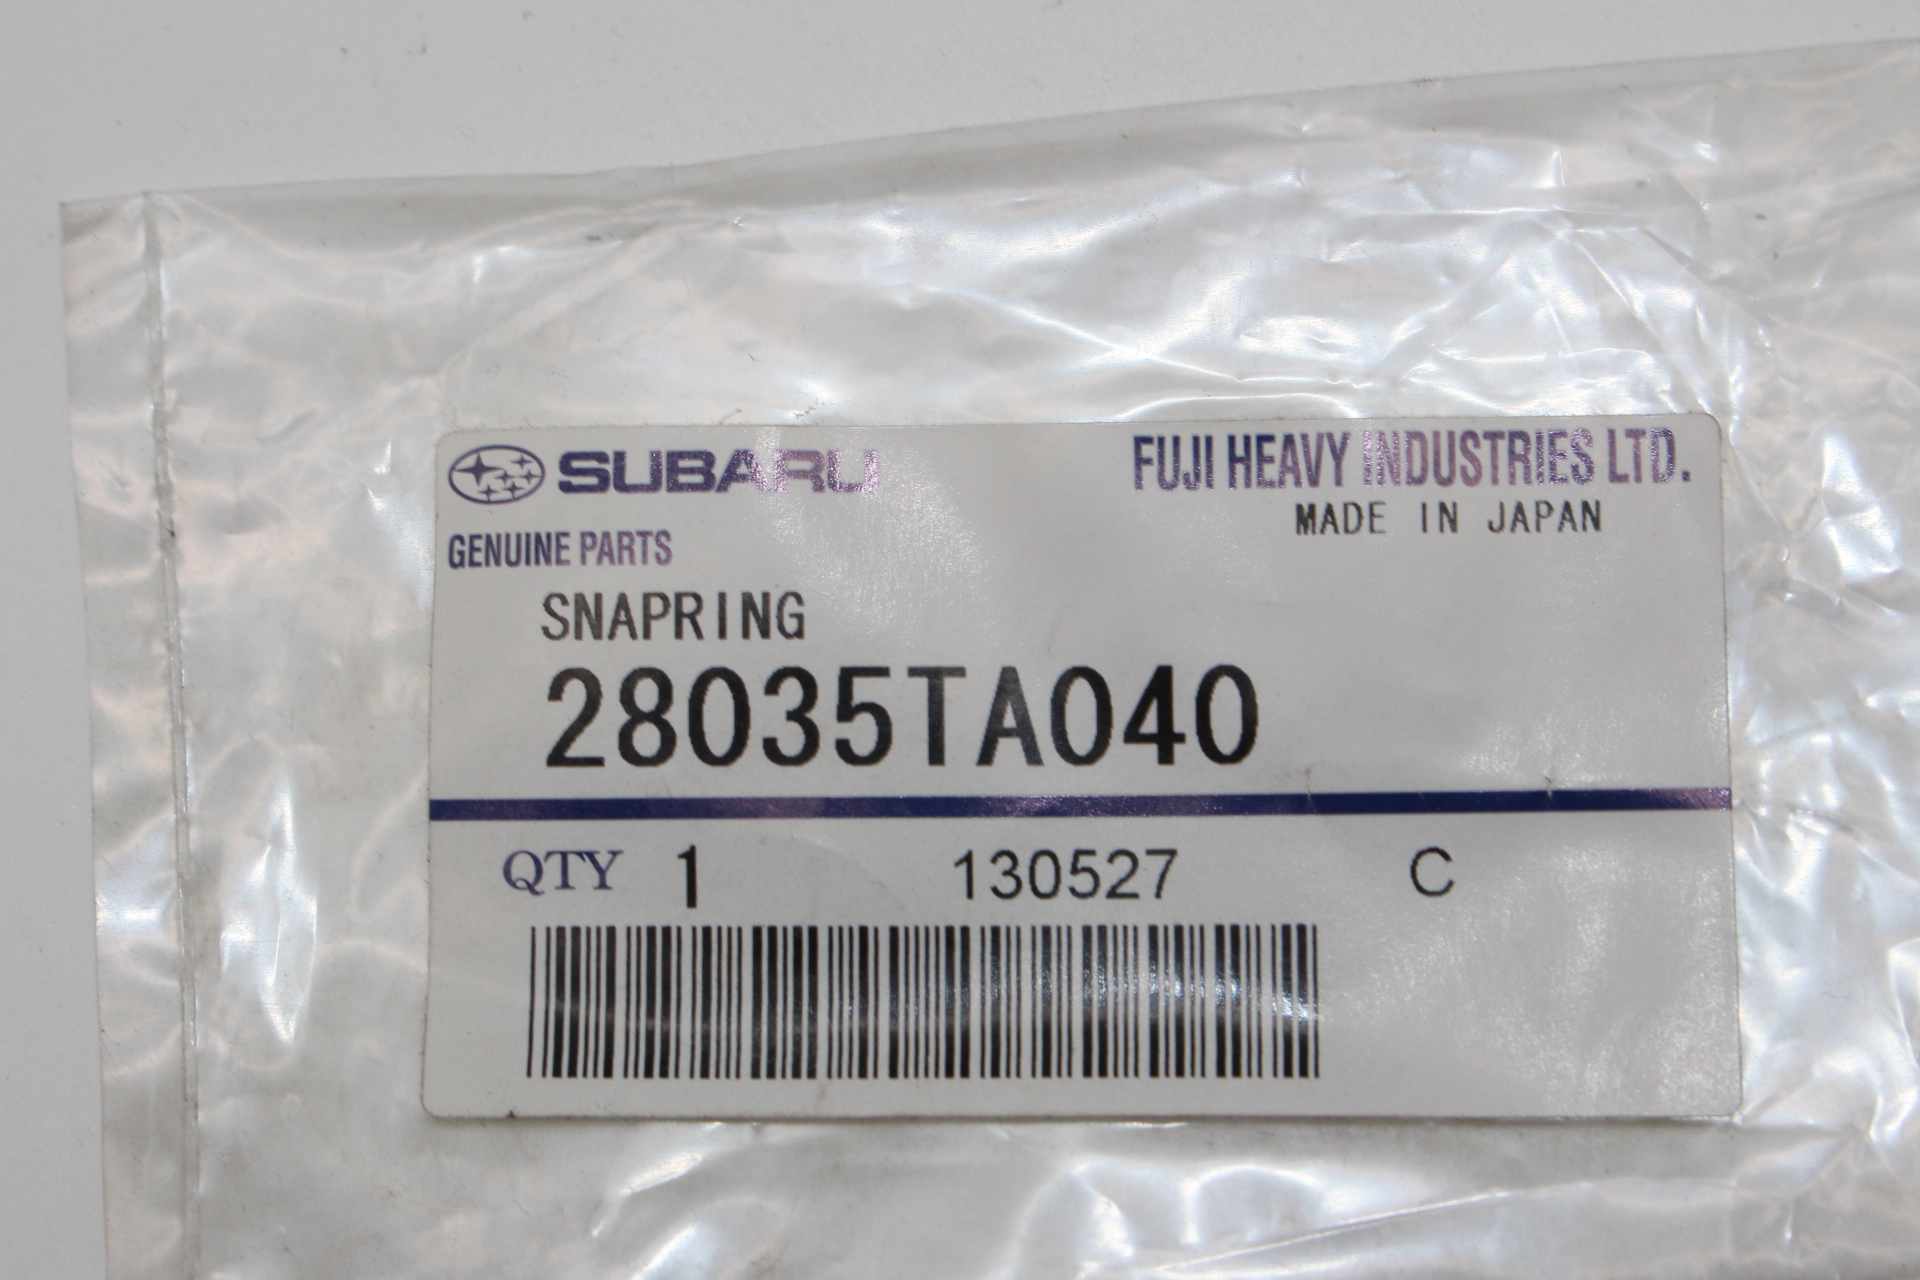 SUBARU
FUJI HEAVY INDUSTRIES LTD.
MADE IN JAPAN
GENUINE PARTS
SNAPRING
28035TA040
QTY 1 130527 C